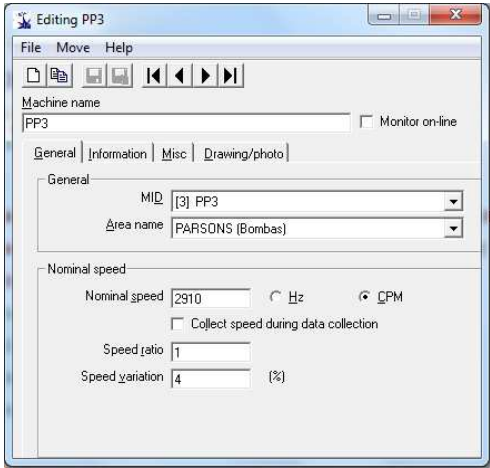 Editing PP3
File Move Help
Machine name
PP3
Monitor on-line
General Information Misc Drawing/photo
General
MID [3] PP3
Area name PARSONS (Bombas)
Nominal speed
Nominal speed 2910 Hz CPM
Collect speed during data collection
Speed ratio 1
Speed variation 4 (%)